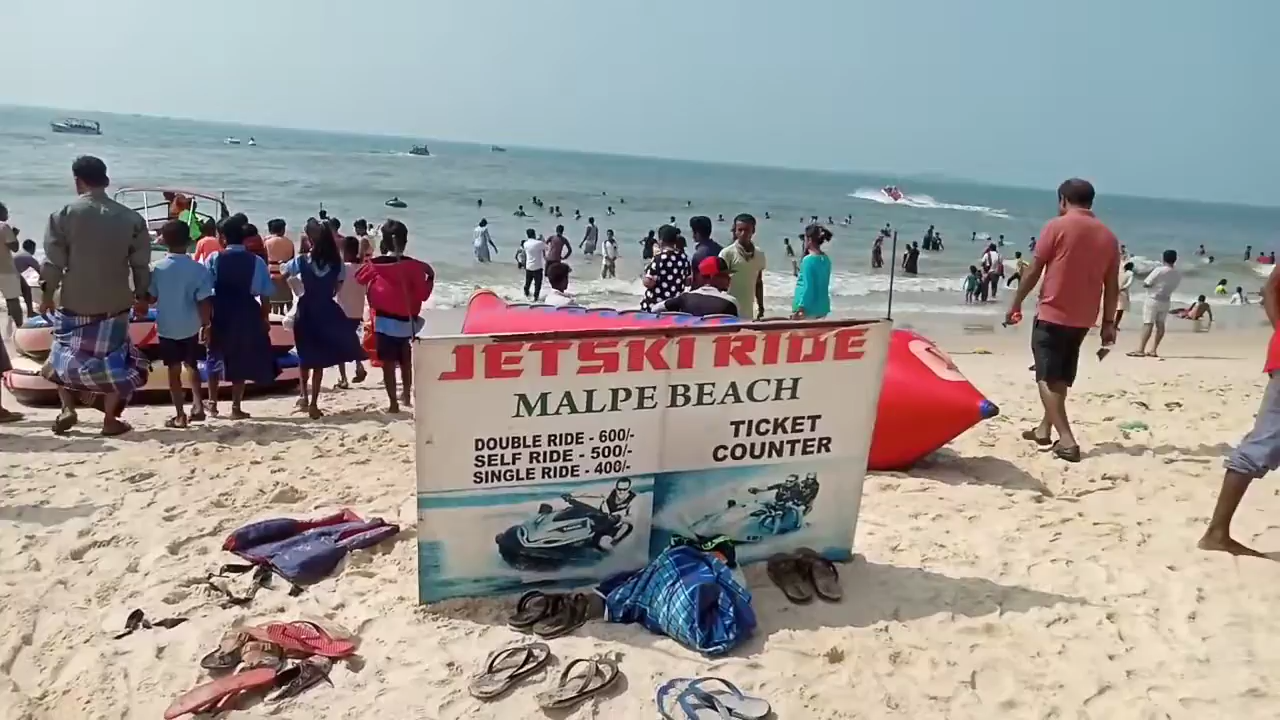 JETSKI RIDE
MALPE BEACH
DOUBLE RIDE - 600/-
SELF RIDE - 500/-
SINGLE RIDE - 400/-
TICKET
COUNTER